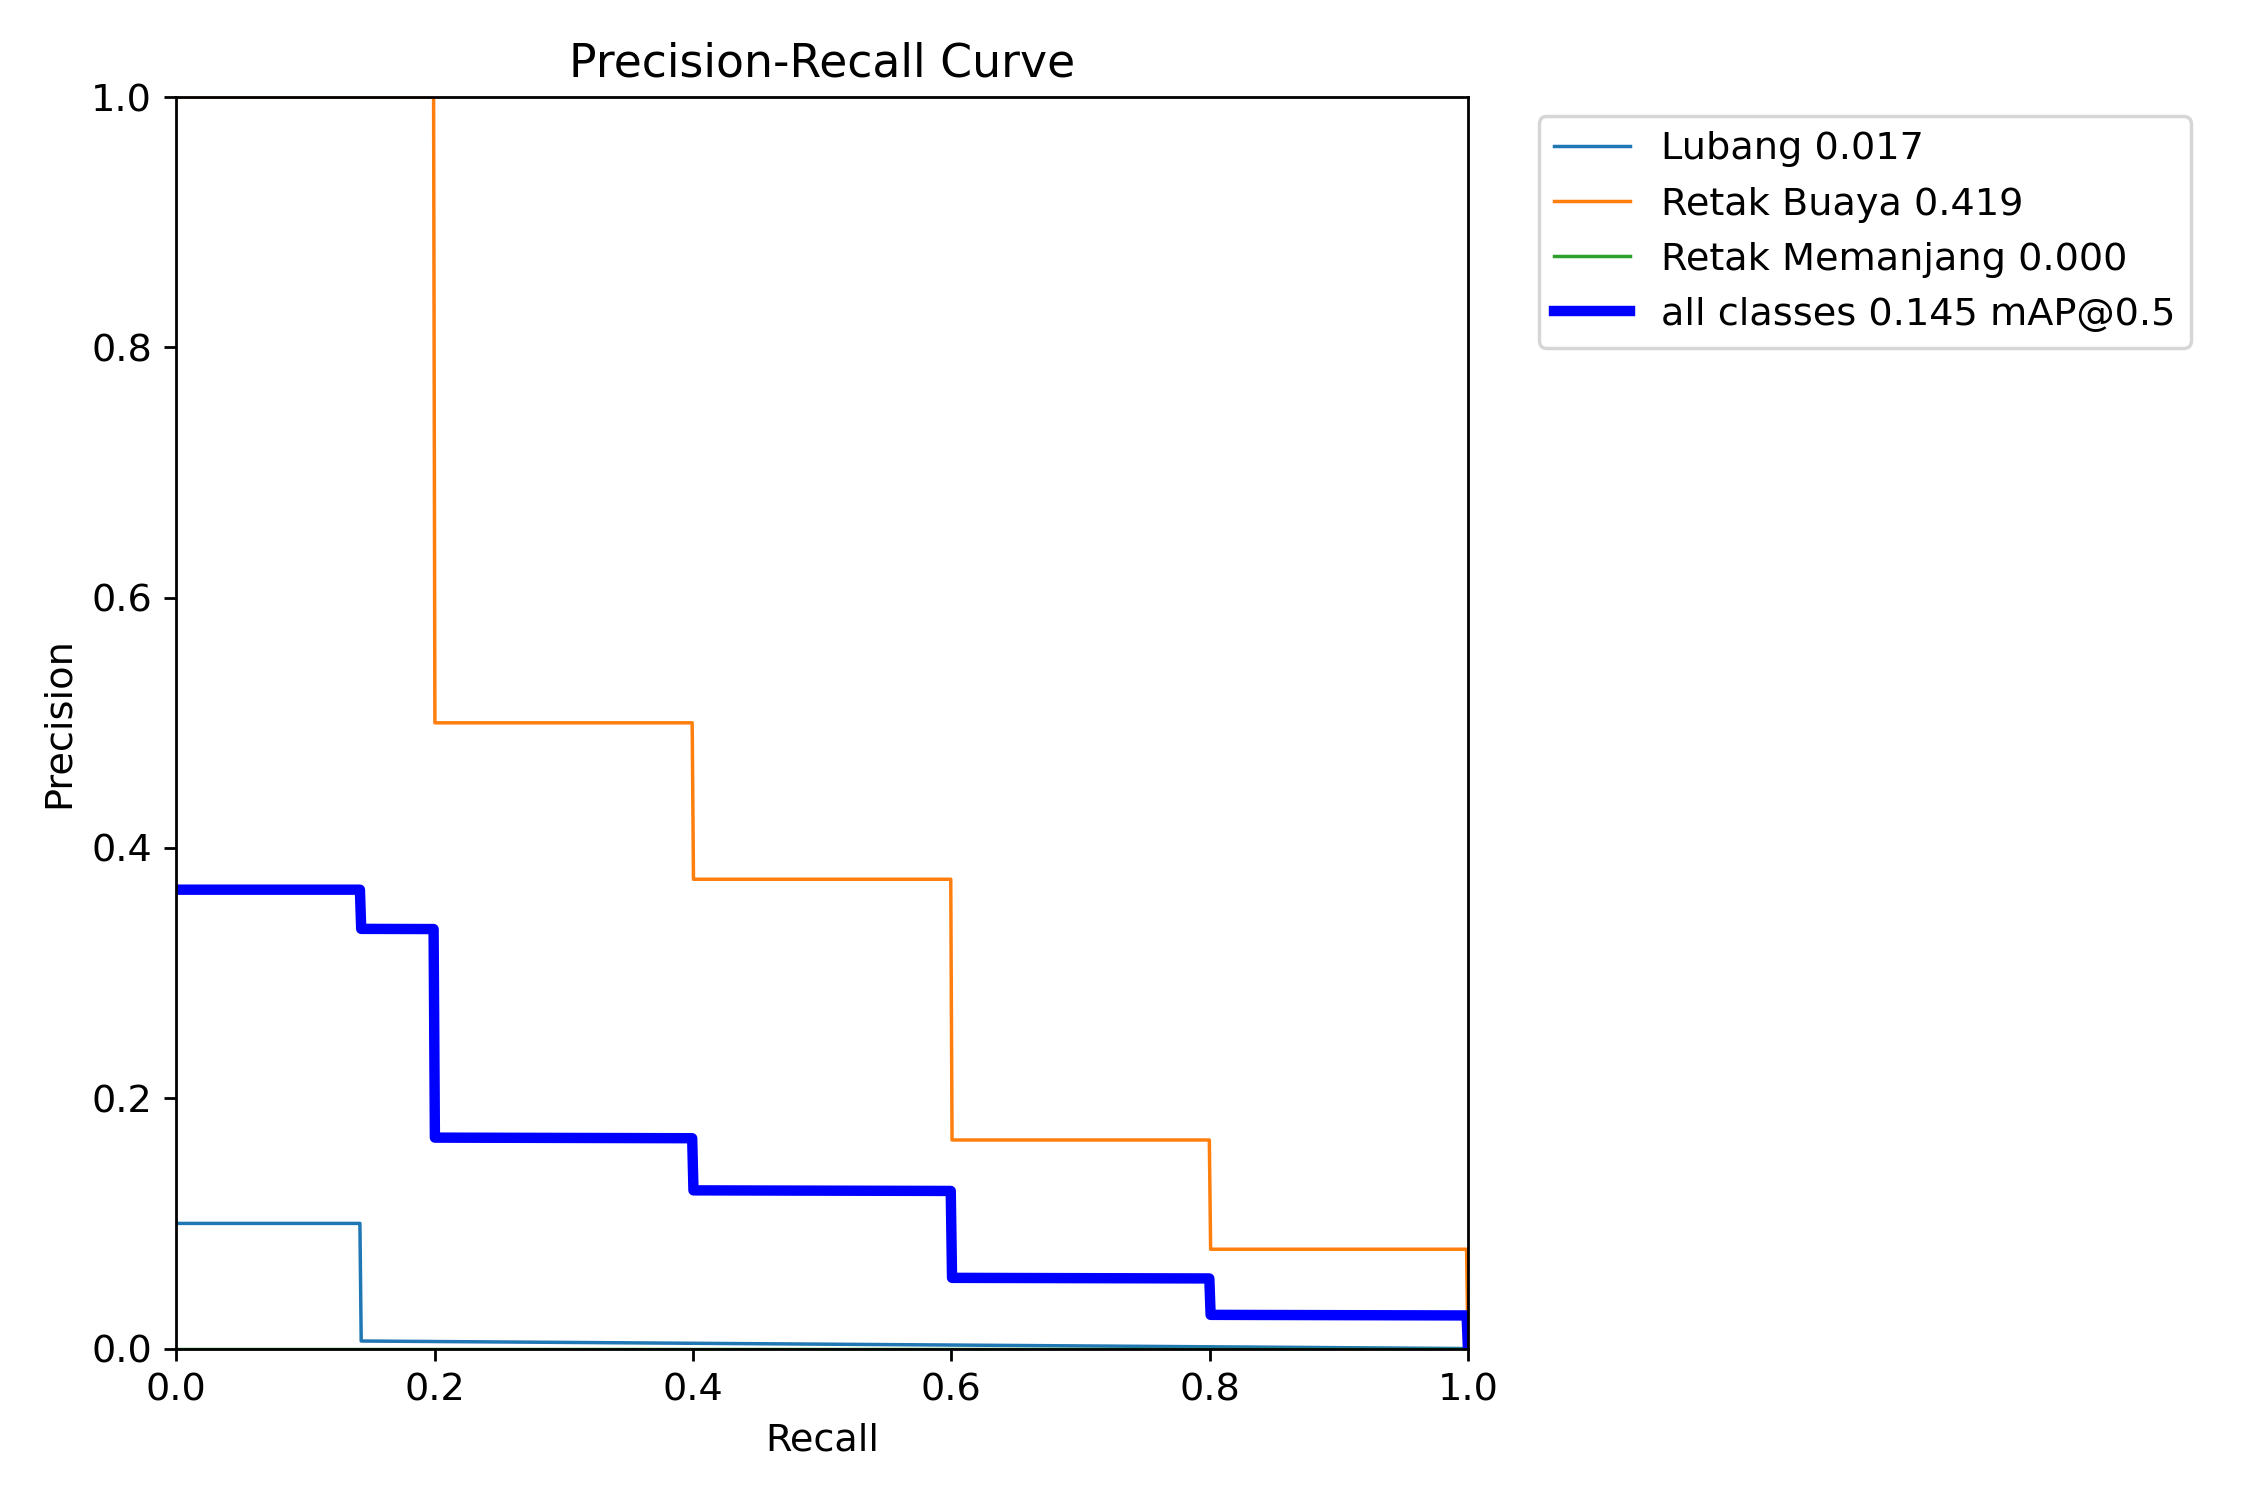 Precision-Recall Curve
1.0
0.8
0.6
0.4
0.2
0.0
Precision
0.0 0.2 0.4 0.6 0.8 1.0
Recall
Lubang 0.017
Retak Buaya 0.419
Retak Memanjang 0.000
all classes 0.145 mAP@0.5